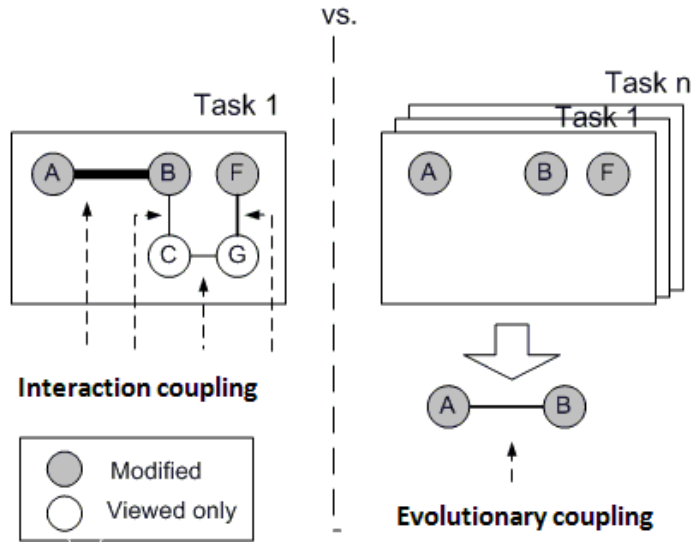 vs.
Task 1
Task n
Task 1
A
B
F
C
G
A
B
F
Interaction coupling
A
B
Modified
Viewed only
Evolutionary coupling